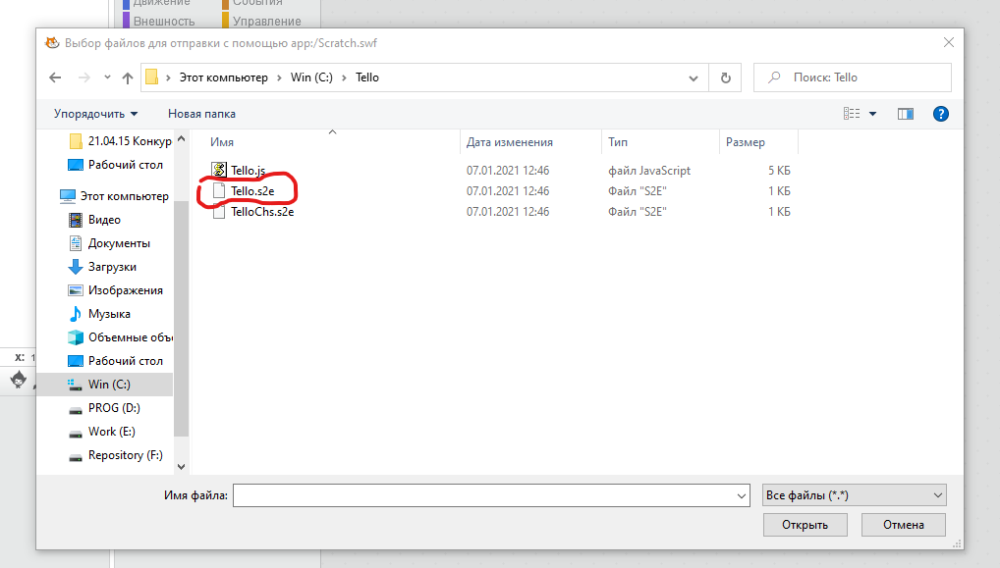 Движение События
Внешность Управление
Выбор файлов для отправки с помощью app:/Scratch.swf
Этот компьютер Win (C:) Tello
Поиск: Tello
Упорядочить Новая папка
Имя Дата изменения Тип Размер
Tello.js 07.01.2021 12:46 файл JavaScript 5 КБ
Tello.s2e 07.01.2021 12:46 Файл "S2E" 1 КБ
TelloChs.s2e 07.01.2021 12:46 Файл "S2E" 1 КБ
21.04.15 Конкур
Рабочий стол
Этот компьютер
Видео
Документы
Загрузки
Изображения
Музыка
Объемные объ
Рабочий стол
Win (C:)
PROG (D:)
Work (E:)
Repository (F:)
x: 1
Имя файла:
Все файлы (*.*)
Открыть Отмена